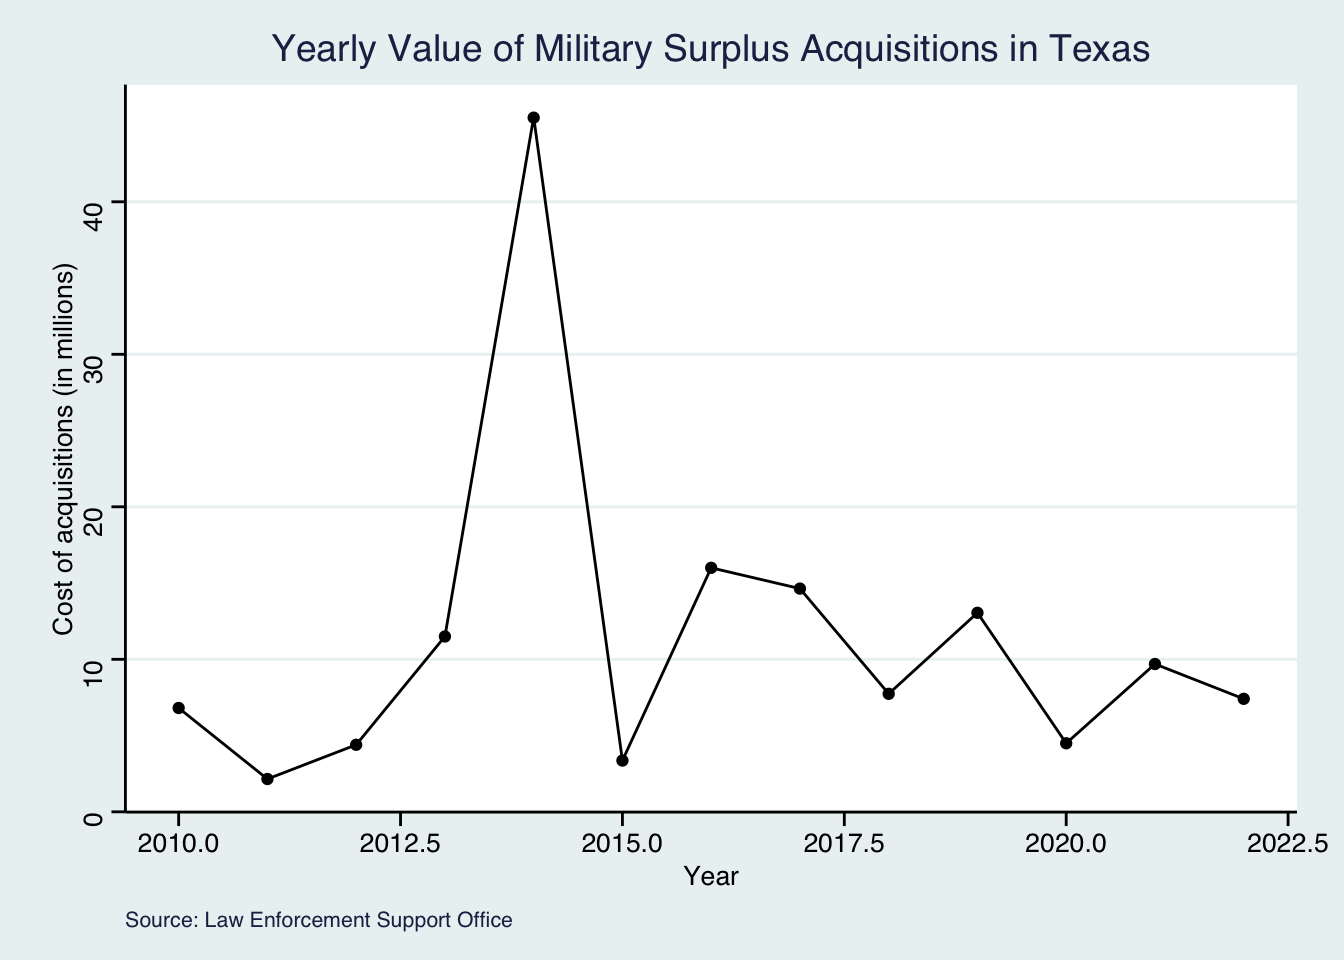 Yearly Value of Military Surplus Acquisitions in Texas
Cost of acquisitions (in millions)
40
30
20
10
0
2010.0 2012.5 2015.0 2017.5 2020.0 2022.5
Year
Source: Law Enforcement Support Office